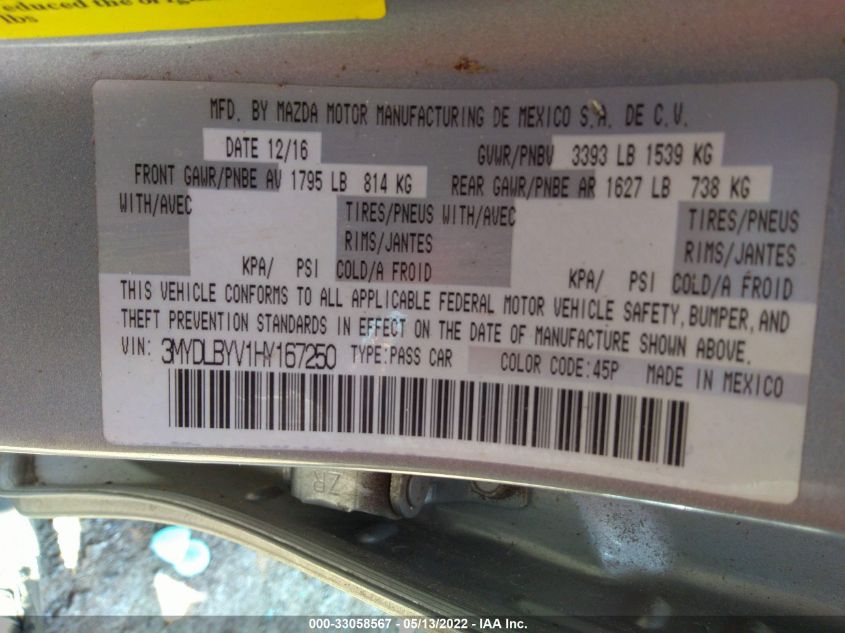 educed the
lbs
MFD. BY MAZDA MOTOR MANUFACTURING DE MEXICO S.A. DE C.V.
DATE 12/16 GVWR/PNBV 3393 LB 1539 KG
FRONT GAWR/PNBE AV 1795 LB 814 KG REAR GAWR/PNBE AR 1627 LB 738 KG
WITH/AVEC TIRES/PNEUS WITH/AVEC TIRES/PNEUS
RIMS/JANTES RIMS/JANTES
KPA/ PSI COLD/A FROID KPA/ PSI COLD/A FROID
THIS VEHICLE CONFORMS TO ALL APPLICABLE FEDERAL MOTOR VEHICLE SAFETY, BUMPER, AND
THEFT PREVENTION STANDARDS IN EFFECT ON THE DATE OF MANUFACTURE SHOWN ABOVE.
VIN: 3MYDLBYV1HY167250 TYPE:PASS CAR COLOR CODE:45P MADE IN MEXICO
ZR
000-33058567 - 05/13/2022 - IAA Inc.